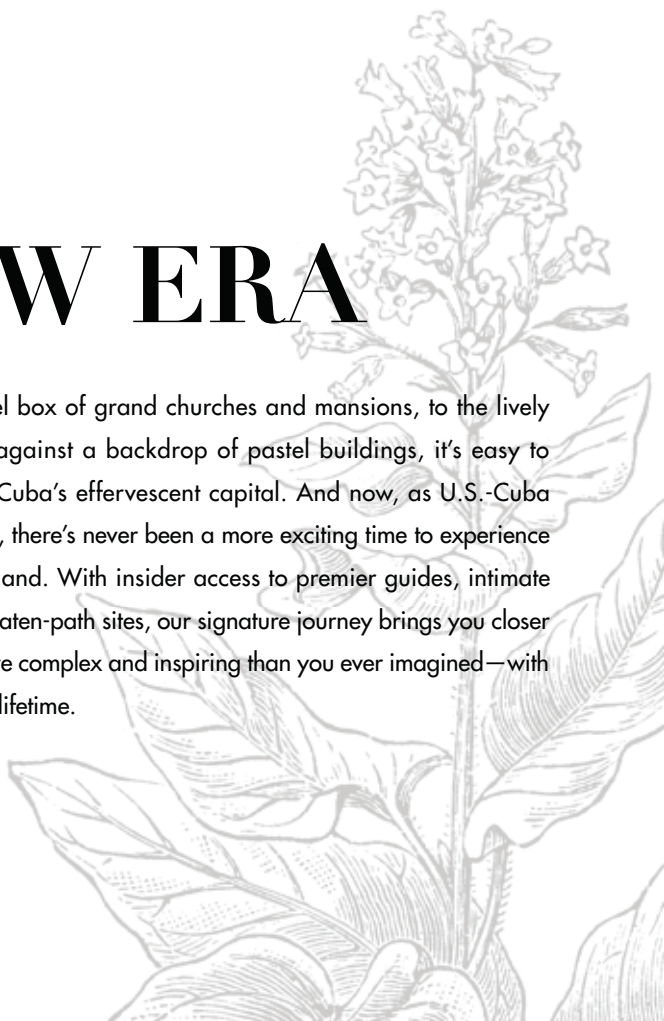 W ERA
el box of grand churches and mansions, to the lively
against a backdrop of pastel buildings, it’s easy to
Cuba’s effervescent capital. And now, as U.S.-Cuba
, there’s never been a more exciting time to experience
and. With insider access to premier guides, intimate
aten-path sites, our signature journey brings you closer
re complex and inspiring than you ever imagined—with
lifetime.